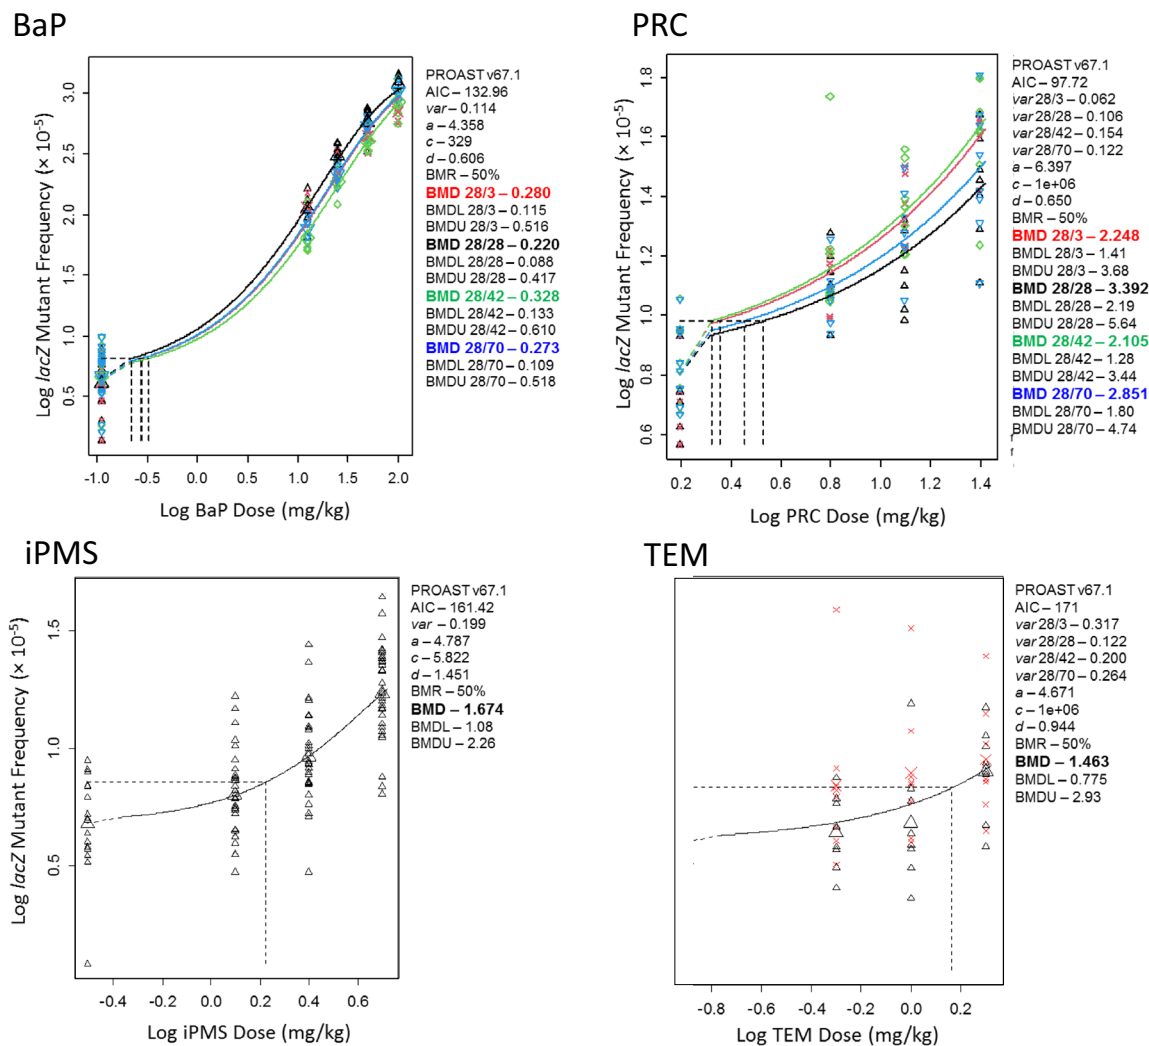 BaP
Log lacZ Mutant Frequency (× 10⁻⁵)
3.0
2.5
2.0
1.5
1.0
0.5
-1.0 -0.5 0.0 0.5 1.0 1.5 2.0
Log BaP Dose (mg/kg)
PROAST v67.1
AIC – 132.96
var – 0.114
a – 4.358
c – 329
d – 0.606
BMR – 50%
BMD 28/3 – 0.280
BMDL 28/3 – 0.115
BMDU 28/3 – 0.516
BMD 28/28 – 0.220
BMDL 28/28 – 0.088
BMDU 28/28 – 0.417
BMD 28/42 – 0.328
BMDL 28/42 – 0.133
BMDU 28/42 – 0.610
BMD 28/70 – 0.273
BMDL 28/70 – 0.109
BMDU 28/70 – 0.518
PRC
Log lacZ Mutant Frequency (× 10⁻⁵)
1.8
1.6
1.4
1.2
1.0
0.8
0.6
0.2 0.4 0.6 0.8 1.0 1.2 1.4
Log PRC Dose (mg/kg)
PROAST v67.1
AIC – 97.72
var 28/3 – 0.062
var 28/28 – 0.106
var 28/42 – 0.154
var 28/70 – 0.122
a – 6.397
c – 1e+06
d – 0.650
BMR – 50%
BMD 28/3 – 2.248
BMDL 28/3 – 1.41
BMDU 28/3 – 3.68
BMD 28/28 – 3.392
BMDL 28/28 – 2.19
BMDU 28/28 – 5.64
BMD 28/42 – 2.105
BMDL 28/42 – 1.28
BMDU 28/42 – 3.44
BMD 28/70 – 2.851
BMDL 28/70 – 1.80
BMDU 28/70 – 4.74
iPMS
Log lacZ Mutant Frequency (× 10⁻⁵)
1.5
1.0
0.5
-0.4 -0.2 0.0 0.2 0.4 0.6
Log iPMS Dose (mg/kg)
PROAST v67.1
AIC – 161.42
var – 0.199
a – 4.787
c – 5.822
d – 1.451
BMR – 50%
BMD – 1.674
BMDL – 1.08
BMDU – 2.26
TEM
-0.8 -0.6 -0.4 -0.2 0.0 0.2
Log TEM Dose (mg/kg)
PROAST v67.1
AIC – 171
var 28/3 – 0.317
var 28/28 – 0.122
var 28/42 – 0.200
var 28/70 – 0.264
a – 4.671
c – 1e+06
d – 0.944
BMR – 50%
BMD – 1.463
BMDL – 0.775
BMDU – 2.93